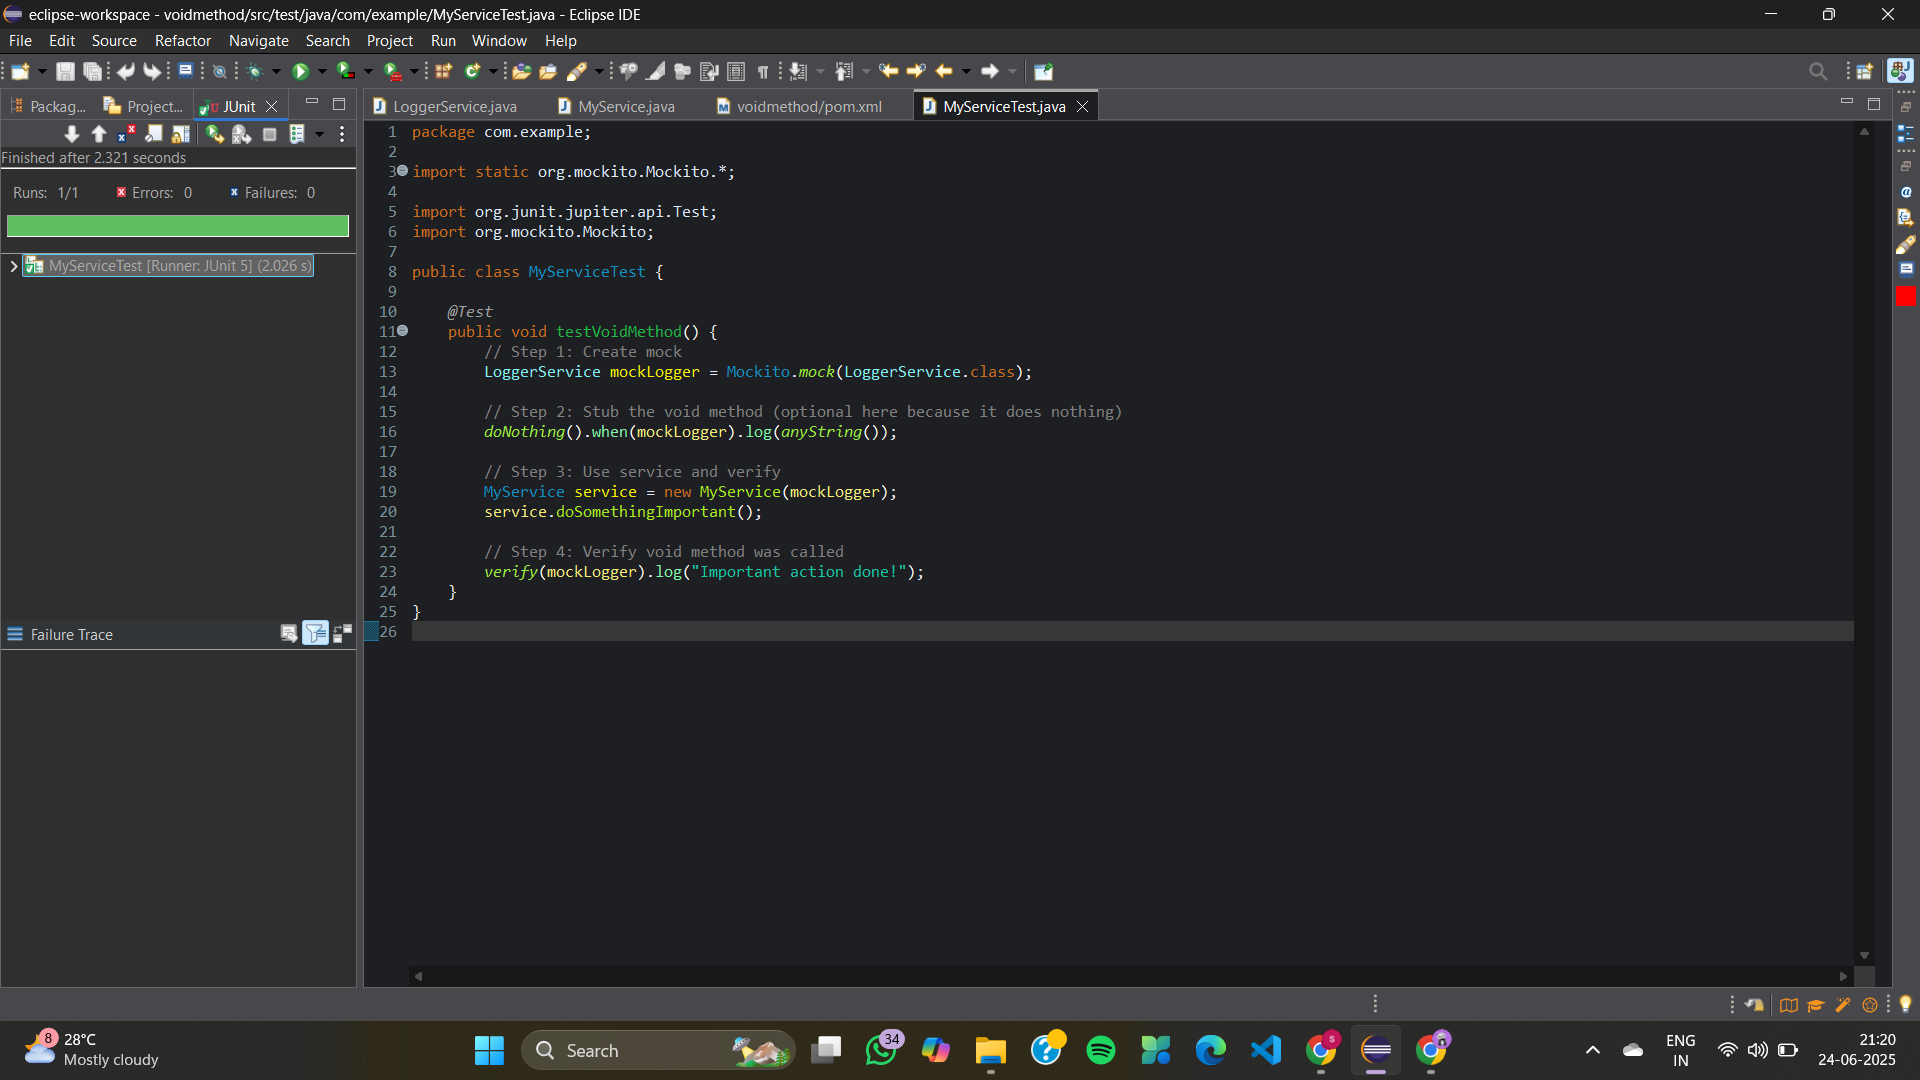 eclipse-workspace - voidmethod/src/test/java/com/example/MyServiceTest.java - Eclipse IDE
File Edit Source Refactor Navigate Search Project Run Window Help
Packag... Project... JUnit
LoggerService.java MyService.java voidmethod/pom.xml MyServiceTest.java
Finished after 2.321 seconds
Runs: 1/1 Errors: 0 Failures: 0
MyServiceTest [Runner: JUnit 5] (2.026 s)
Failure Trace
1 package com.example;
2
3 import static org.mockito.Mockito.*;
4
5 import org.junit.jupiter.api.Test;
6 import org.mockito.Mockito;
7
8 public class MyServiceTest {
9
10     @Test
11     public void testVoidMethod() {
12         // Step 1: Create mock
13         LoggerService mockLogger = Mockito.mock(LoggerService.class);
14
15         // Step 2: Stub the void method (optional here because it does nothing)
16         doNothing().when(mockLogger).log(anyString());
17
18         // Step 3: Use service and verify
19         MyService service = new MyService(mockLogger);
20         service.doSomethingImportant();
21
22         // Step 4: Verify void method was called
23         verify(mockLogger).log("Important action done!");
24     }
25 }
26
8
28°C
Mostly cloudy
Search
34
ENG
IN
21:20
24-06-2025